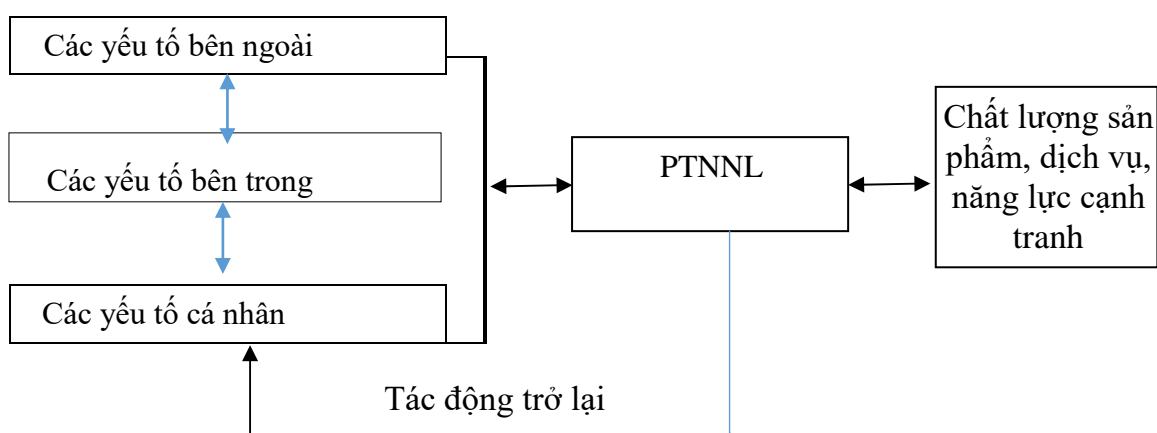 Các yếu tố bên ngoài
Các yếu tố bên trong
Các yếu tố cá nhân
PTNNL
Chất lượng sản
phẩm, dịch vụ,
năng lực cạnh
tranh
Tác động trở lại